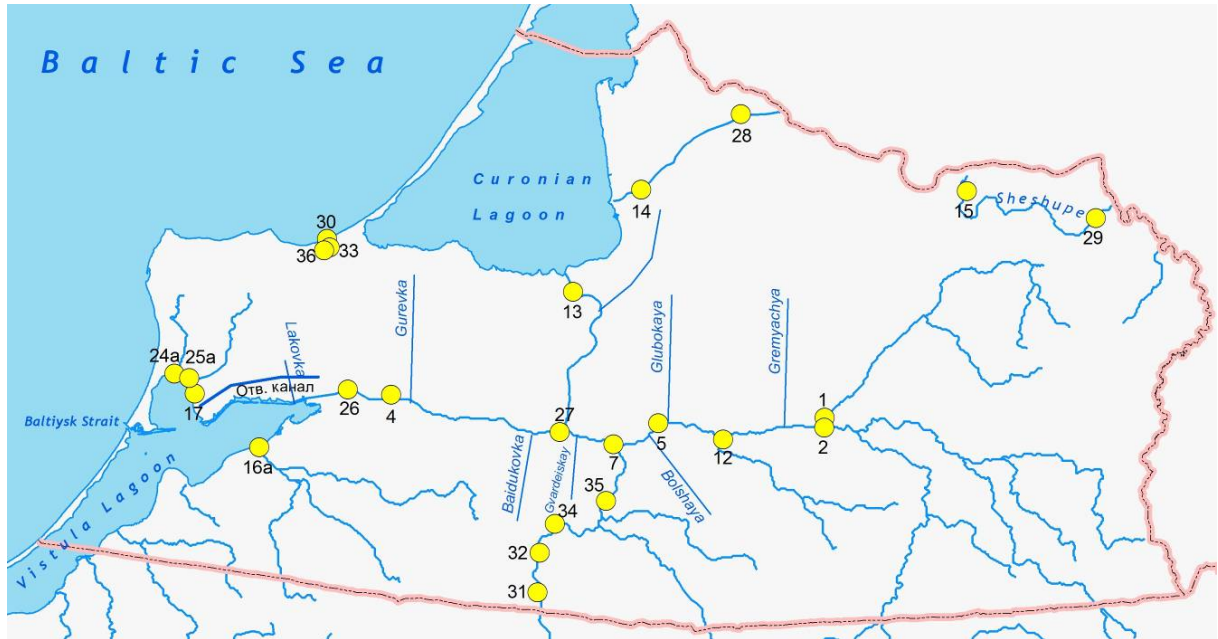 Baltic Sea
28
Curonian
Lagoon
14
15
Sheshupe
29
30
36
33
13
Gurevka
Glubokaya
Gremyachya
Lakovka
24a
25a
Отв. канал
17
26
4
1
2
Baltiysk Strait
27
5
12
7
16a
Baidukovka
Gvardeiskay
Bolshaya
35
34
32
31
Vistula Lagoon